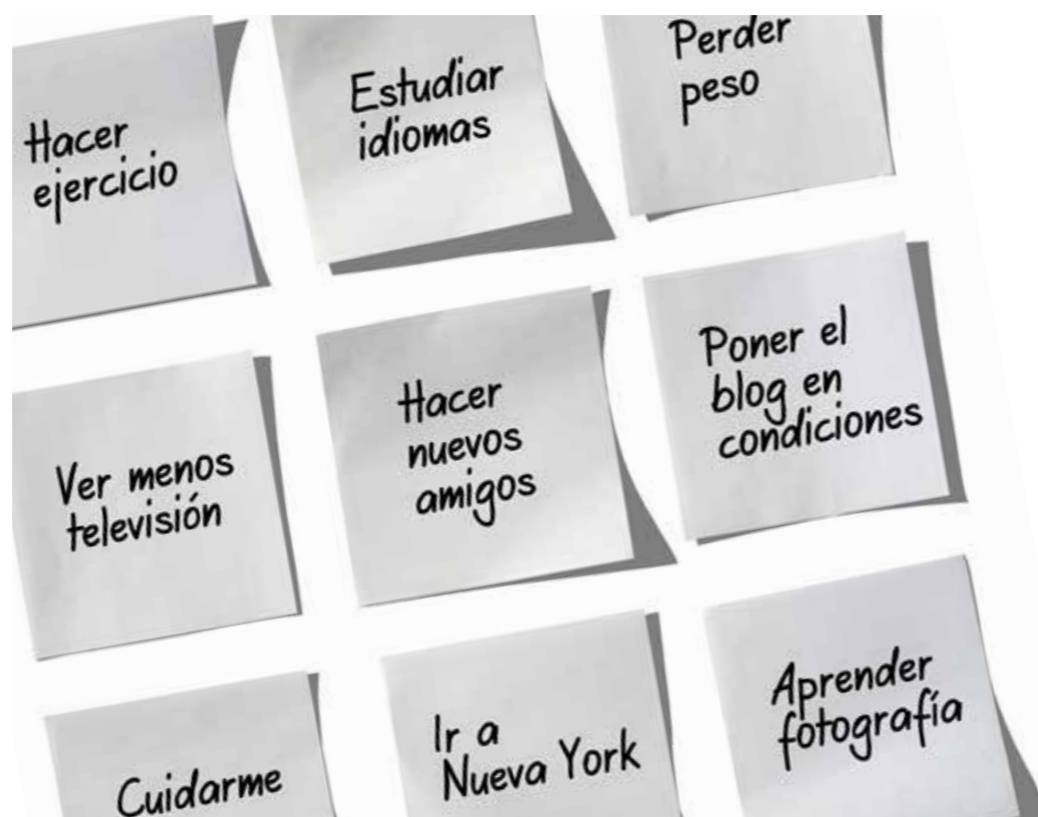 Hacer
ejercicio
Estudiar
idiomas
Perder
peso
Ver menos
televisión
Hacer
nuevos
amigos
Poner el
blog en
condiciones
Cuidarme
Ir a
Nueva York
Aprender
fotografía